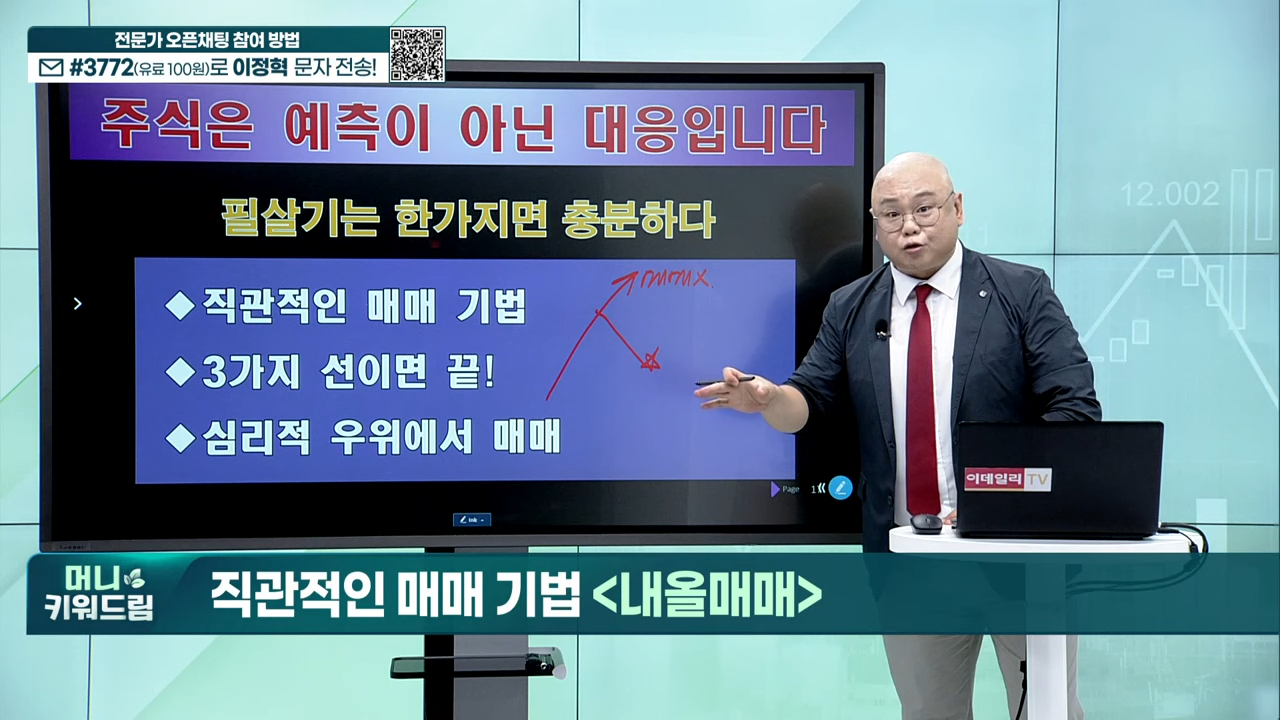 전문가 오픈채팅 참여 방법
#3772(유료 100원)로 이정혁 문자 전송!
주식은 예측이 아닌 대응입니다
필살기는 한가지면 충분하다
◆직관적인 매매 기법
◆3가지 선이면 끝!
◆심리적 우위에서 매매
Page 1
Ink
12.002
이데일리TV
머니
키워드림
직관적인 매매 기법 <내올매매>